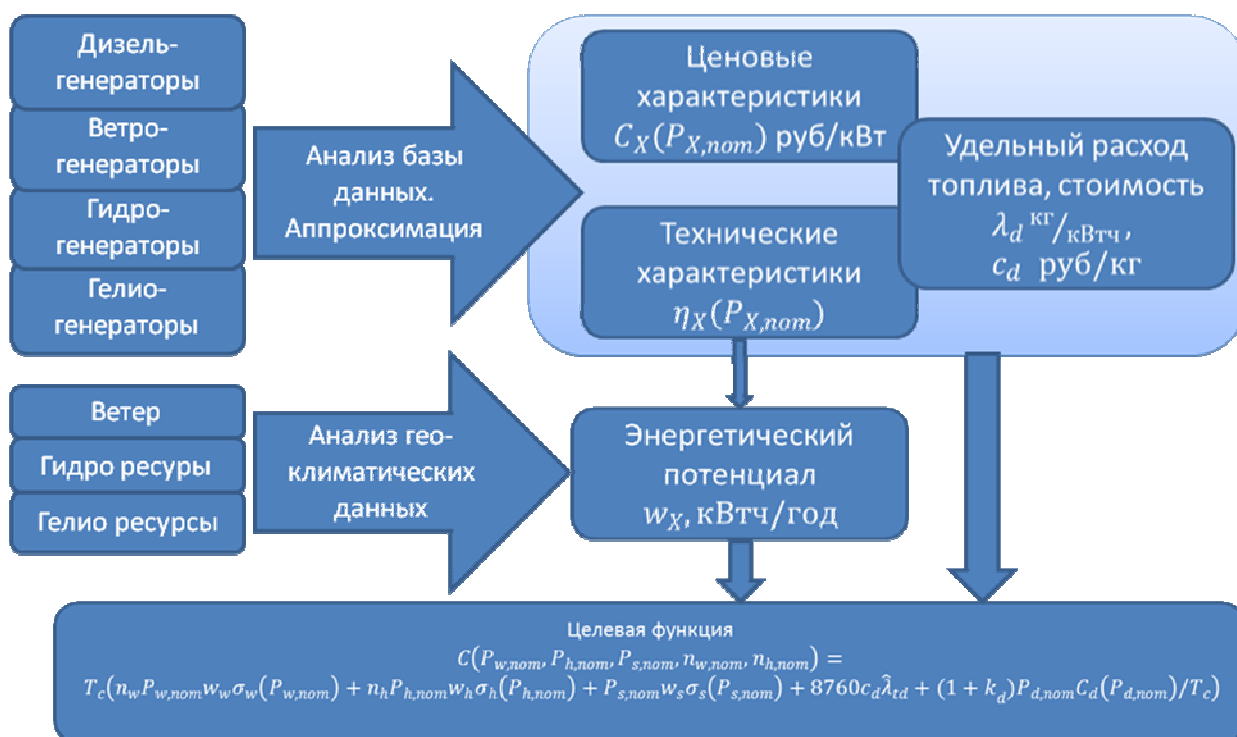 Дизель-
генераторы
Ветро-
генераторы
Гидро-
генераторы
Гелио-
генераторы
Анализ базы
данных.
Аппроксимация
Ценовые
характеристики
C_X(P_{X,nom}) руб/кВт
Технические
характеристики
η_X(P_{X,nom})
Удельный расход
топлива, стоимость
λ_d кг/кВтч,
c_d руб/кг
Ветер
Гидро ресуры
Гелио ресурсы
Анализ гео-
климатических
данных
Энергетический
потенциал
w_X, кВтч/год
Целевая функция
C(P_{w,nom}, P_{h,nom}, P_{s,nom}, n_{w,nom}, n_{h,nom}) =
T_c(n_w P_{w,nom} w_w σ_w(P_{w,nom}) + n_h P_{h,nom} w_h σ_h(P_{h,nom}) + P_{s,nom} w_s σ_s(P_{s,nom}) + 8760c_d λ̂_{td} + (1 + k_d)P_{d,nom} C_d(P_{d,nom})/T_c)